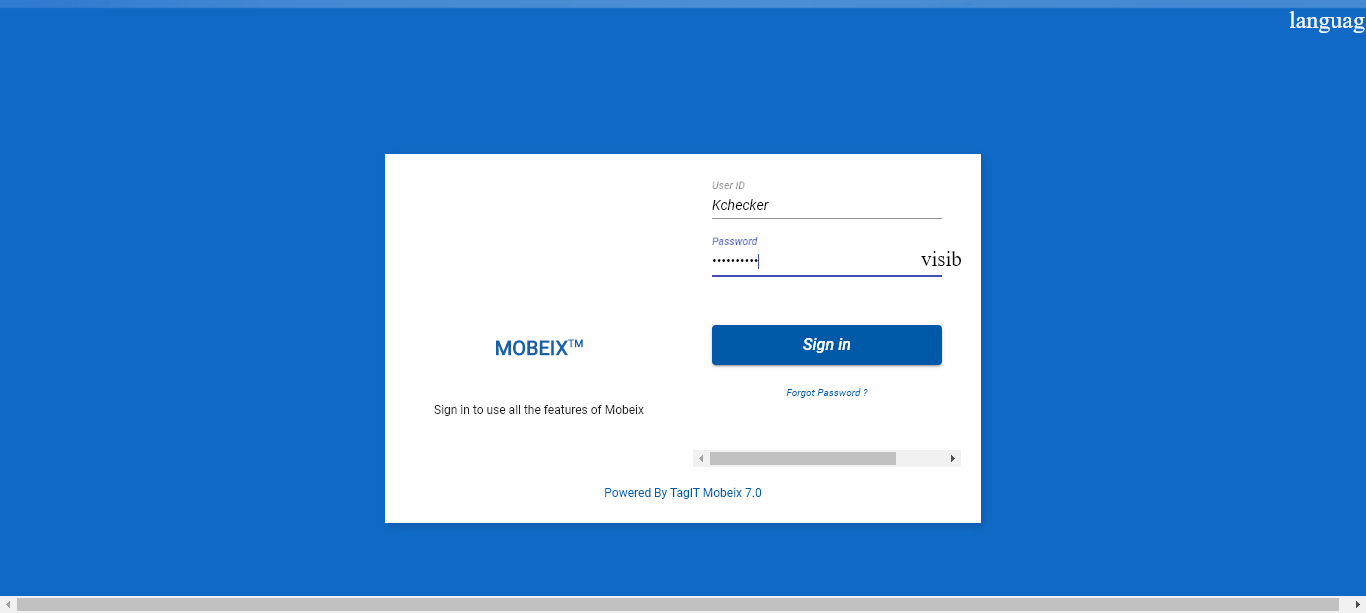 languag
User ID
Kchecker
Password
••••••••••
visib
MOBEIX™
Sign in
Forgot Password ?
Sign in to use all the features of Mobeix
Powered By TagIT Mobeix 7.0